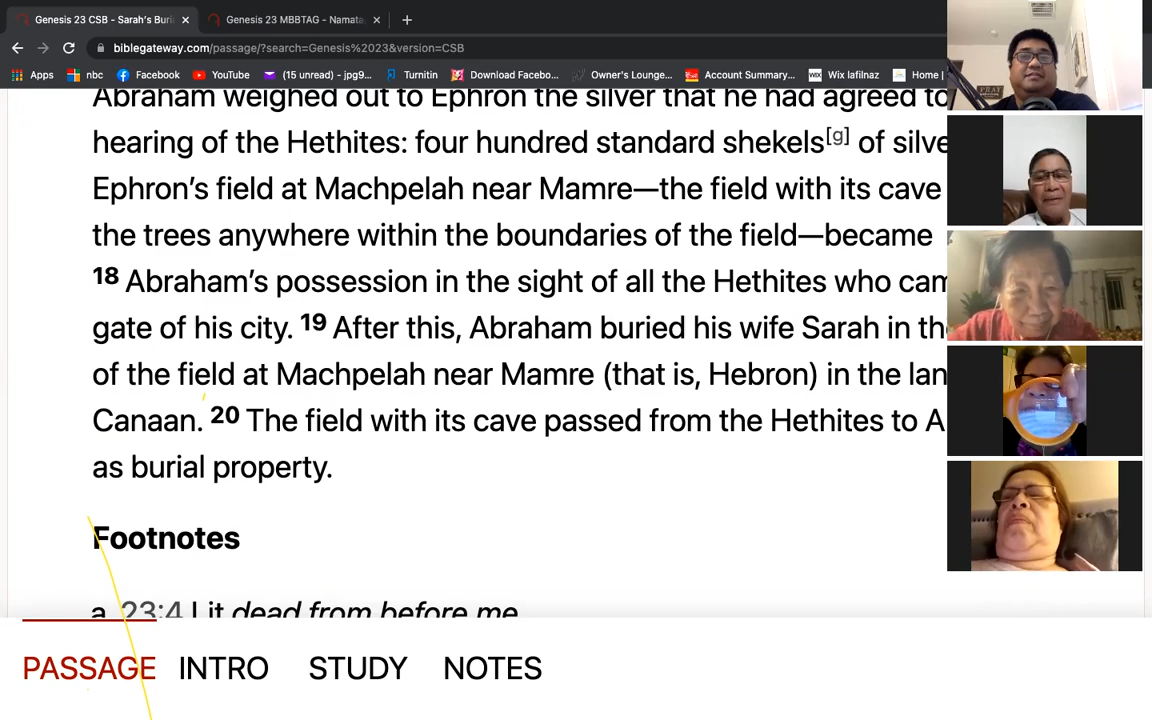 Genesis 23 CSB - Sarah's Buri
Genesis 23 MBBTAG - Namata
biblegateway.com/passage/?search=Genesis%2023&version=CSB
Apps nbc Facebook YouTube (15 unread) - jpg9... Turnitin Download Facebo... Owner's Lounge... Account Summary... WIX Wix lafilnaz Home |
PRAY
Abraham weighed out to Ephron the silver that he had agreed to
hearing of the Hethites: four hundred standard shekels[g] of silve
Ephron's field at Machpelah near Mamre—the field with its cave
the trees anywhere within the boundaries of the field—became
18 Abraham's possession in the sight of all the Hethites who cam
gate of his city. 19 After this, Abraham buried his wife Sarah in the
of the field at Machpelah near Mamre (that is, Hebron) in the lan
Canaan. 20 The field with its cave passed from the Hethites to A
as burial property.
Footnotes
a. 23:4 Lit dead from before me
PASSAGE INTRO STUDY NOTES